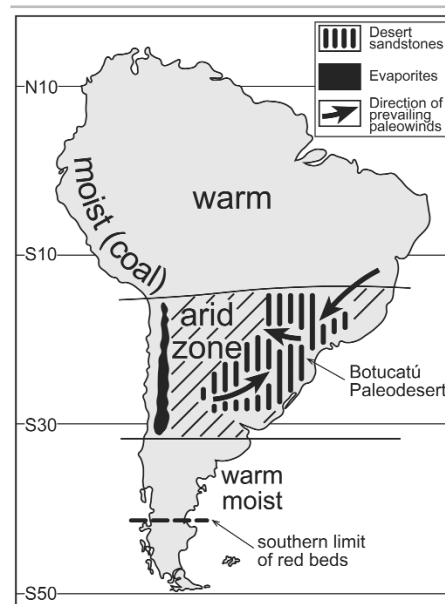 Desert
sandstones
Evaporites
Direction of
prevailing
paleowinds
N10
moist (coal)
warm
S10
arid
zone
Botucatú
Paleodesert
S30
warm
moist
southern limit
of red beds
S50